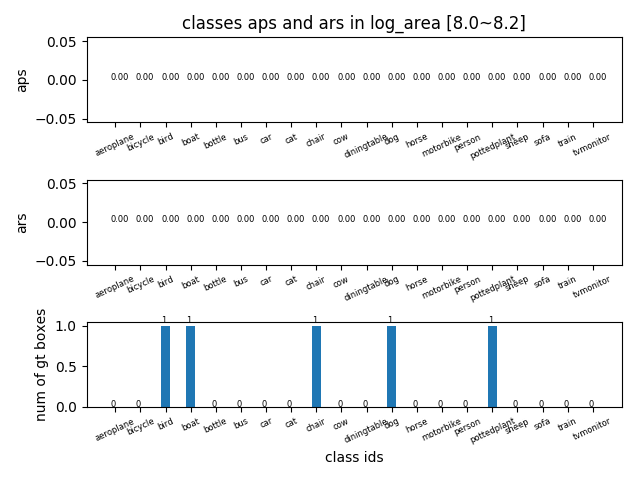 classes aps and ars in log_area [8.0~8.2]
aps
0.05
0.00
−0.05
0.00 0.00 0.00 0.00 0.00 0.00 0.00 0.00 0.00 0.00 0.00 0.00 0.00 0.00 0.00 0.00 0.00 0.00 0.00 0.00
aeroplane bicycle bird boat bottle bus car cat chair cow diningtable dog horse motorbike person pottedplant sheep sofa train tvmonitor
ars
0.05
0.00
−0.05
0.00 0.00 0.00 0.00 0.00 0.00 0.00 0.00 0.00 0.00 0.00 0.00 0.00 0.00 0.00 0.00 0.00 0.00 0.00 0.00
aeroplane bicycle bird boat bottle bus car cat chair cow diningtable dog horse motorbike person pottedplant sheep sofa train tvmonitor
num of gt boxes
1.0
0.5
0.0
0 0 1 1 0 0 0 0 1 0 0 1 0 0 0 1 0 0 0 0
aeroplane bicycle bird boat bottle bus car cat chair cow diningtable dog horse motorbike person pottedplant sheep sofa train tvmonitor
class ids